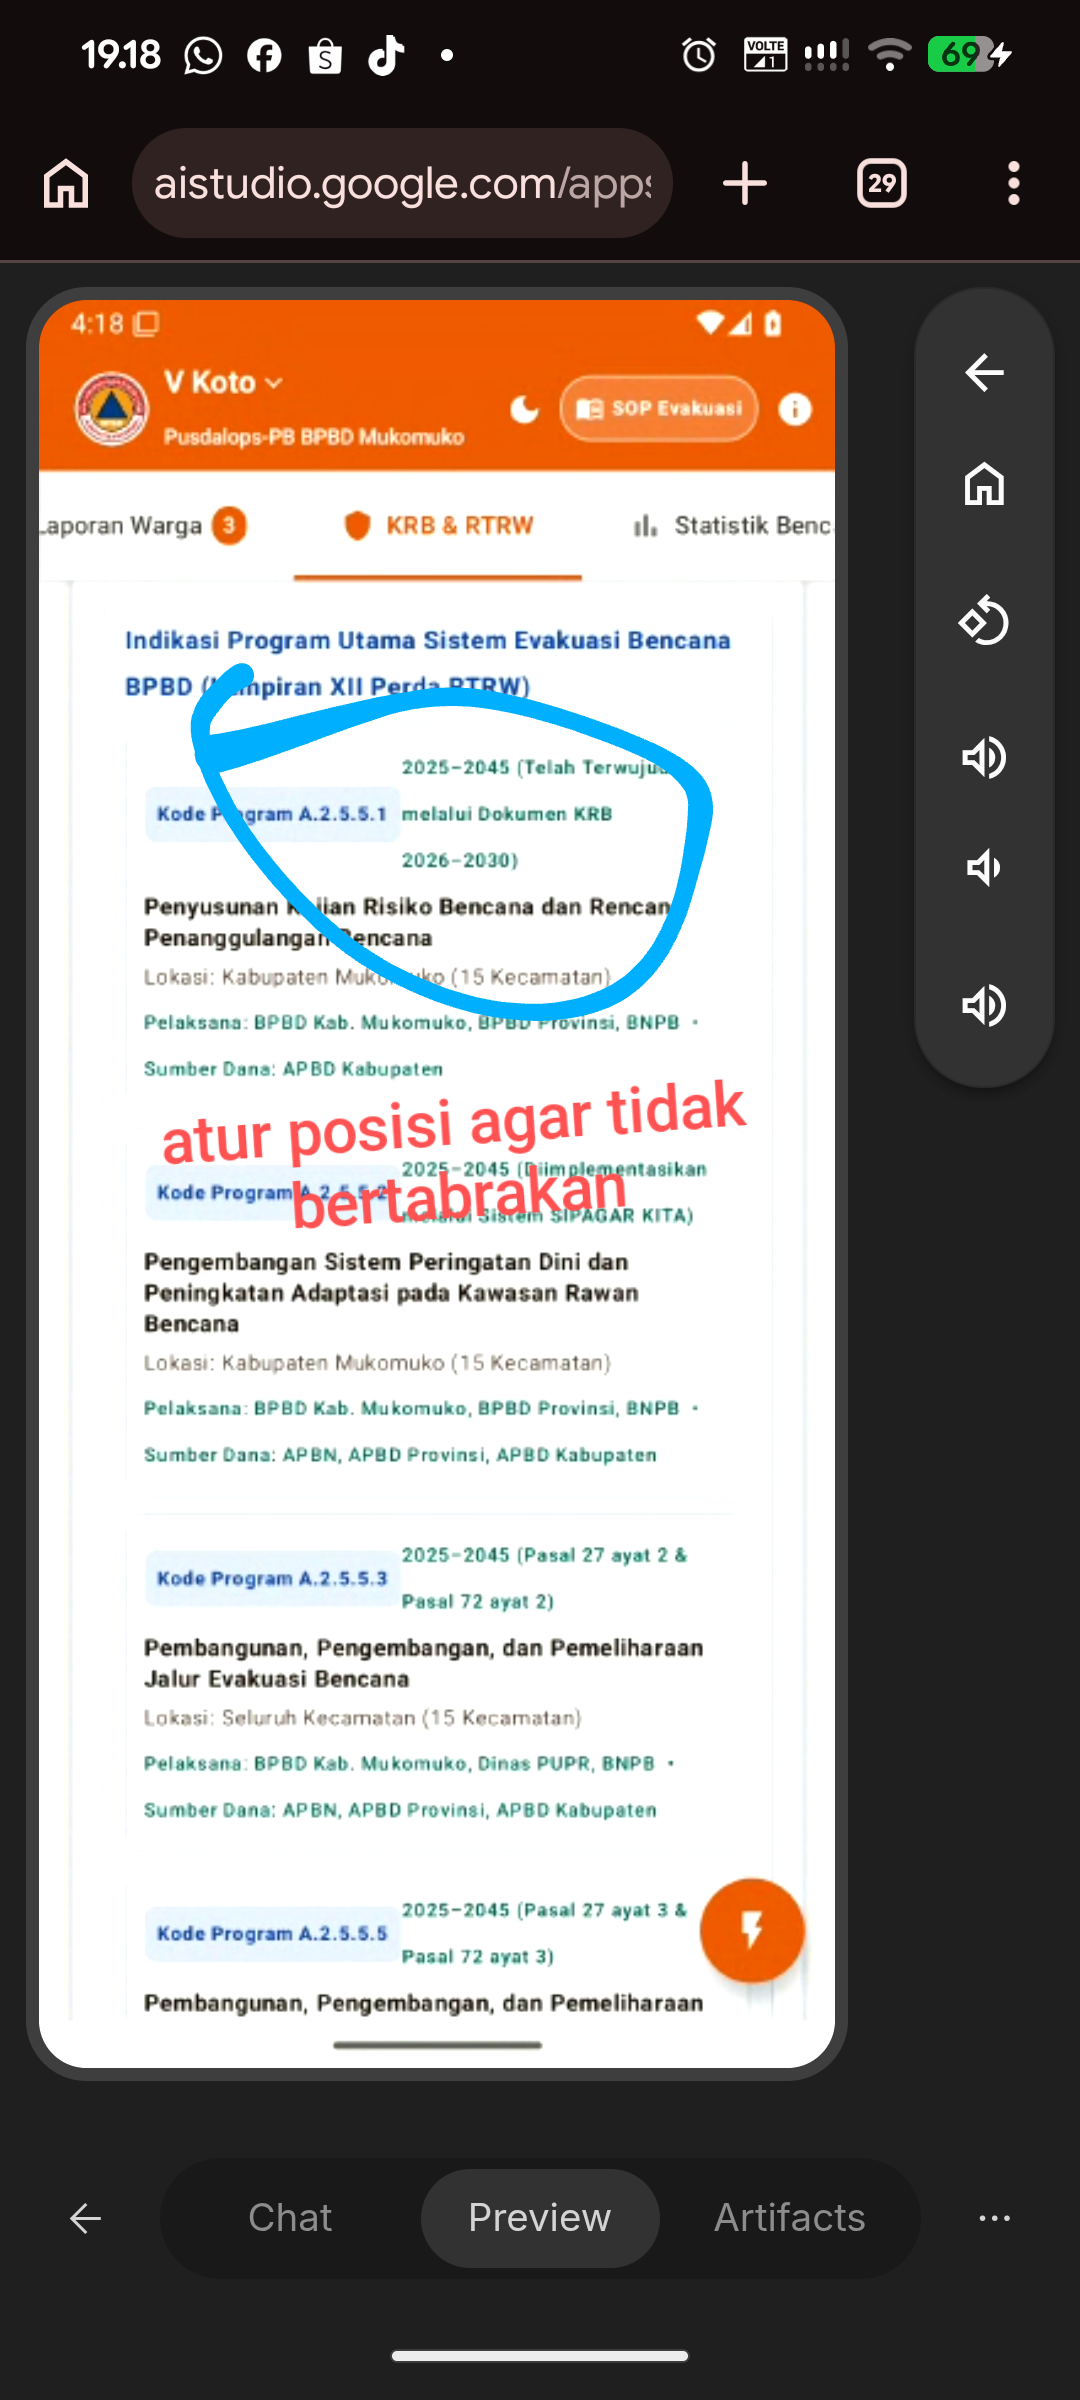 19.18
VOLTE
1
69
aistudio.google.com/apps
29
4:18
V Koto
Pusdalops-PB BPBD Mukomuko
SOP Evakuasi
Laporan Warga 3
KRB & RTRW
Statistik Benc
Indikasi Program Utama Sistem Evakuasi Bencana
BPBD (Lampiran XII Perda RTRW)
2025-2045 (Telah Terwujud
Kode Program A.2.5.5.1
melalui Dokumen KRB
2026-2030)
Penyusunan Kajian Risiko Bencana dan Rencan
Penanggulangan Bencana
Lokasi: Kabupaten Mukomuko (15 Kecamatan)
Pelaksana: BPBD Kab. Mukomuko, BPBD Provinsi, BNPB •
Sumber Dana: APBD Kabupaten
atur posisi agar tidak
bertabrakan
2025-2045 (Diimplementasikan
Kode Program A.2.5.5.2
melalui Sistem SIPAGAR KITA)
Pengembangan Sistem Peringatan Dini dan
Peningkatan Adaptasi pada Kawasan Rawan
Bencana
Lokasi: Kabupaten Mukomuko (15 Kecamatan)
Pelaksana: BPBD Kab. Mukomuko, BPBD Provinsi, BNPB •
Sumber Dana: APBN, APBD Provinsi, APBD Kabupaten
2025-2045 (Pasal 27 ayat 2 &
Kode Program A.2.5.5.3
Pasal 72 ayat 2)
Pembangunan, Pengembangan, dan Pemeliharaan
Jalur Evakuasi Bencana
Lokasi: Seluruh Kecamatan (15 Kecamatan)
Pelaksana: BPBD Kab. Mukomuko, Dinas PUPR, BNPB •
Sumber Dana: APBN, APBD Provinsi, APBD Kabupaten
2025-2045 (Pasal 27 ayat 3 &
Kode Program A.2.5.5.5
Pasal 72 ayat 3)
Pembangunan, Pengembangan, dan Pemeliharaan
Chat
Preview
Artifacts